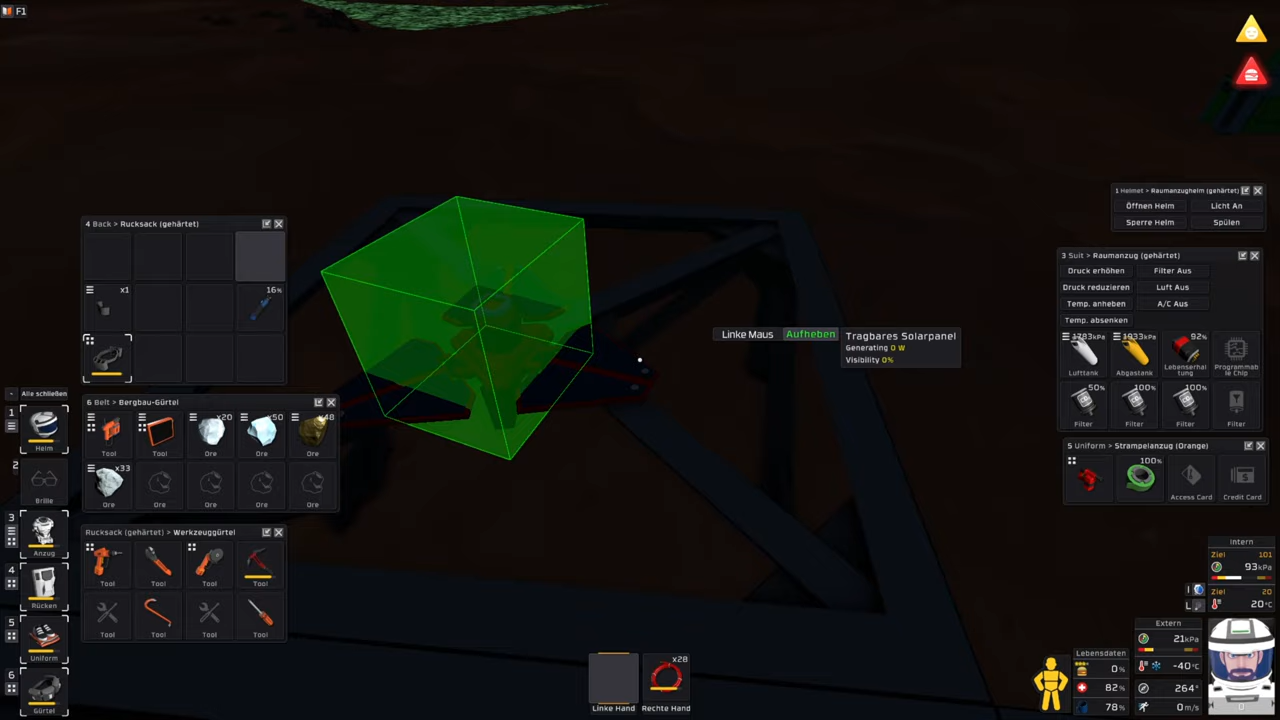 F1
1 Helmet > Raumanzughelm (gehärtet)
Öffnen Helm
Licht An
Sperre Helm
Spülen
4 Back > Rucksack (gehärtet)
x1
16%
3 Suit > Raumanzug (gehärtet)
Druck erhöhen
Filter Aus
Druck reduzieren
Luft Aus
Temp. anheben
A/C Aus
Temp. absenken
1783kPa
Lufttank
1933kPa
Abgastank
92%
Lebenserhaltung
Programmable Chip
50%
Filter
100%
Filter
100%
Filter
Filter
Linke Maus
Aufheben
Tragbares Solarpanel
Generating 0 W
Visibility 0%
- Alle schließen
1
Helm
2
Brille
3
Anzug
4
Rücken
5
Uniform
6
Gürtel
6 Belt > Bergbau-Gürtel
Tool
Tool
x20
Ore
x50
Ore
x48
Ore
x33
Ore
Ore
Ore
Ore
Ore
5 Uniform > Strampelanzug (Orange)
100%
Access Card
Credit Card
Rucksack (gehärtet) > Werkzeuggürtel
Tool
Tool
Tool
Tool
Tool
Tool
Tool
Tool
Linke Hand
x28
Rechte Hand
Intern
Ziel 101
93kPa
Ziel 20
20°C
I
L
Extern
21kPa
-40°C
264°
0m/s
Lebensdaten
0%
82%
78%
0